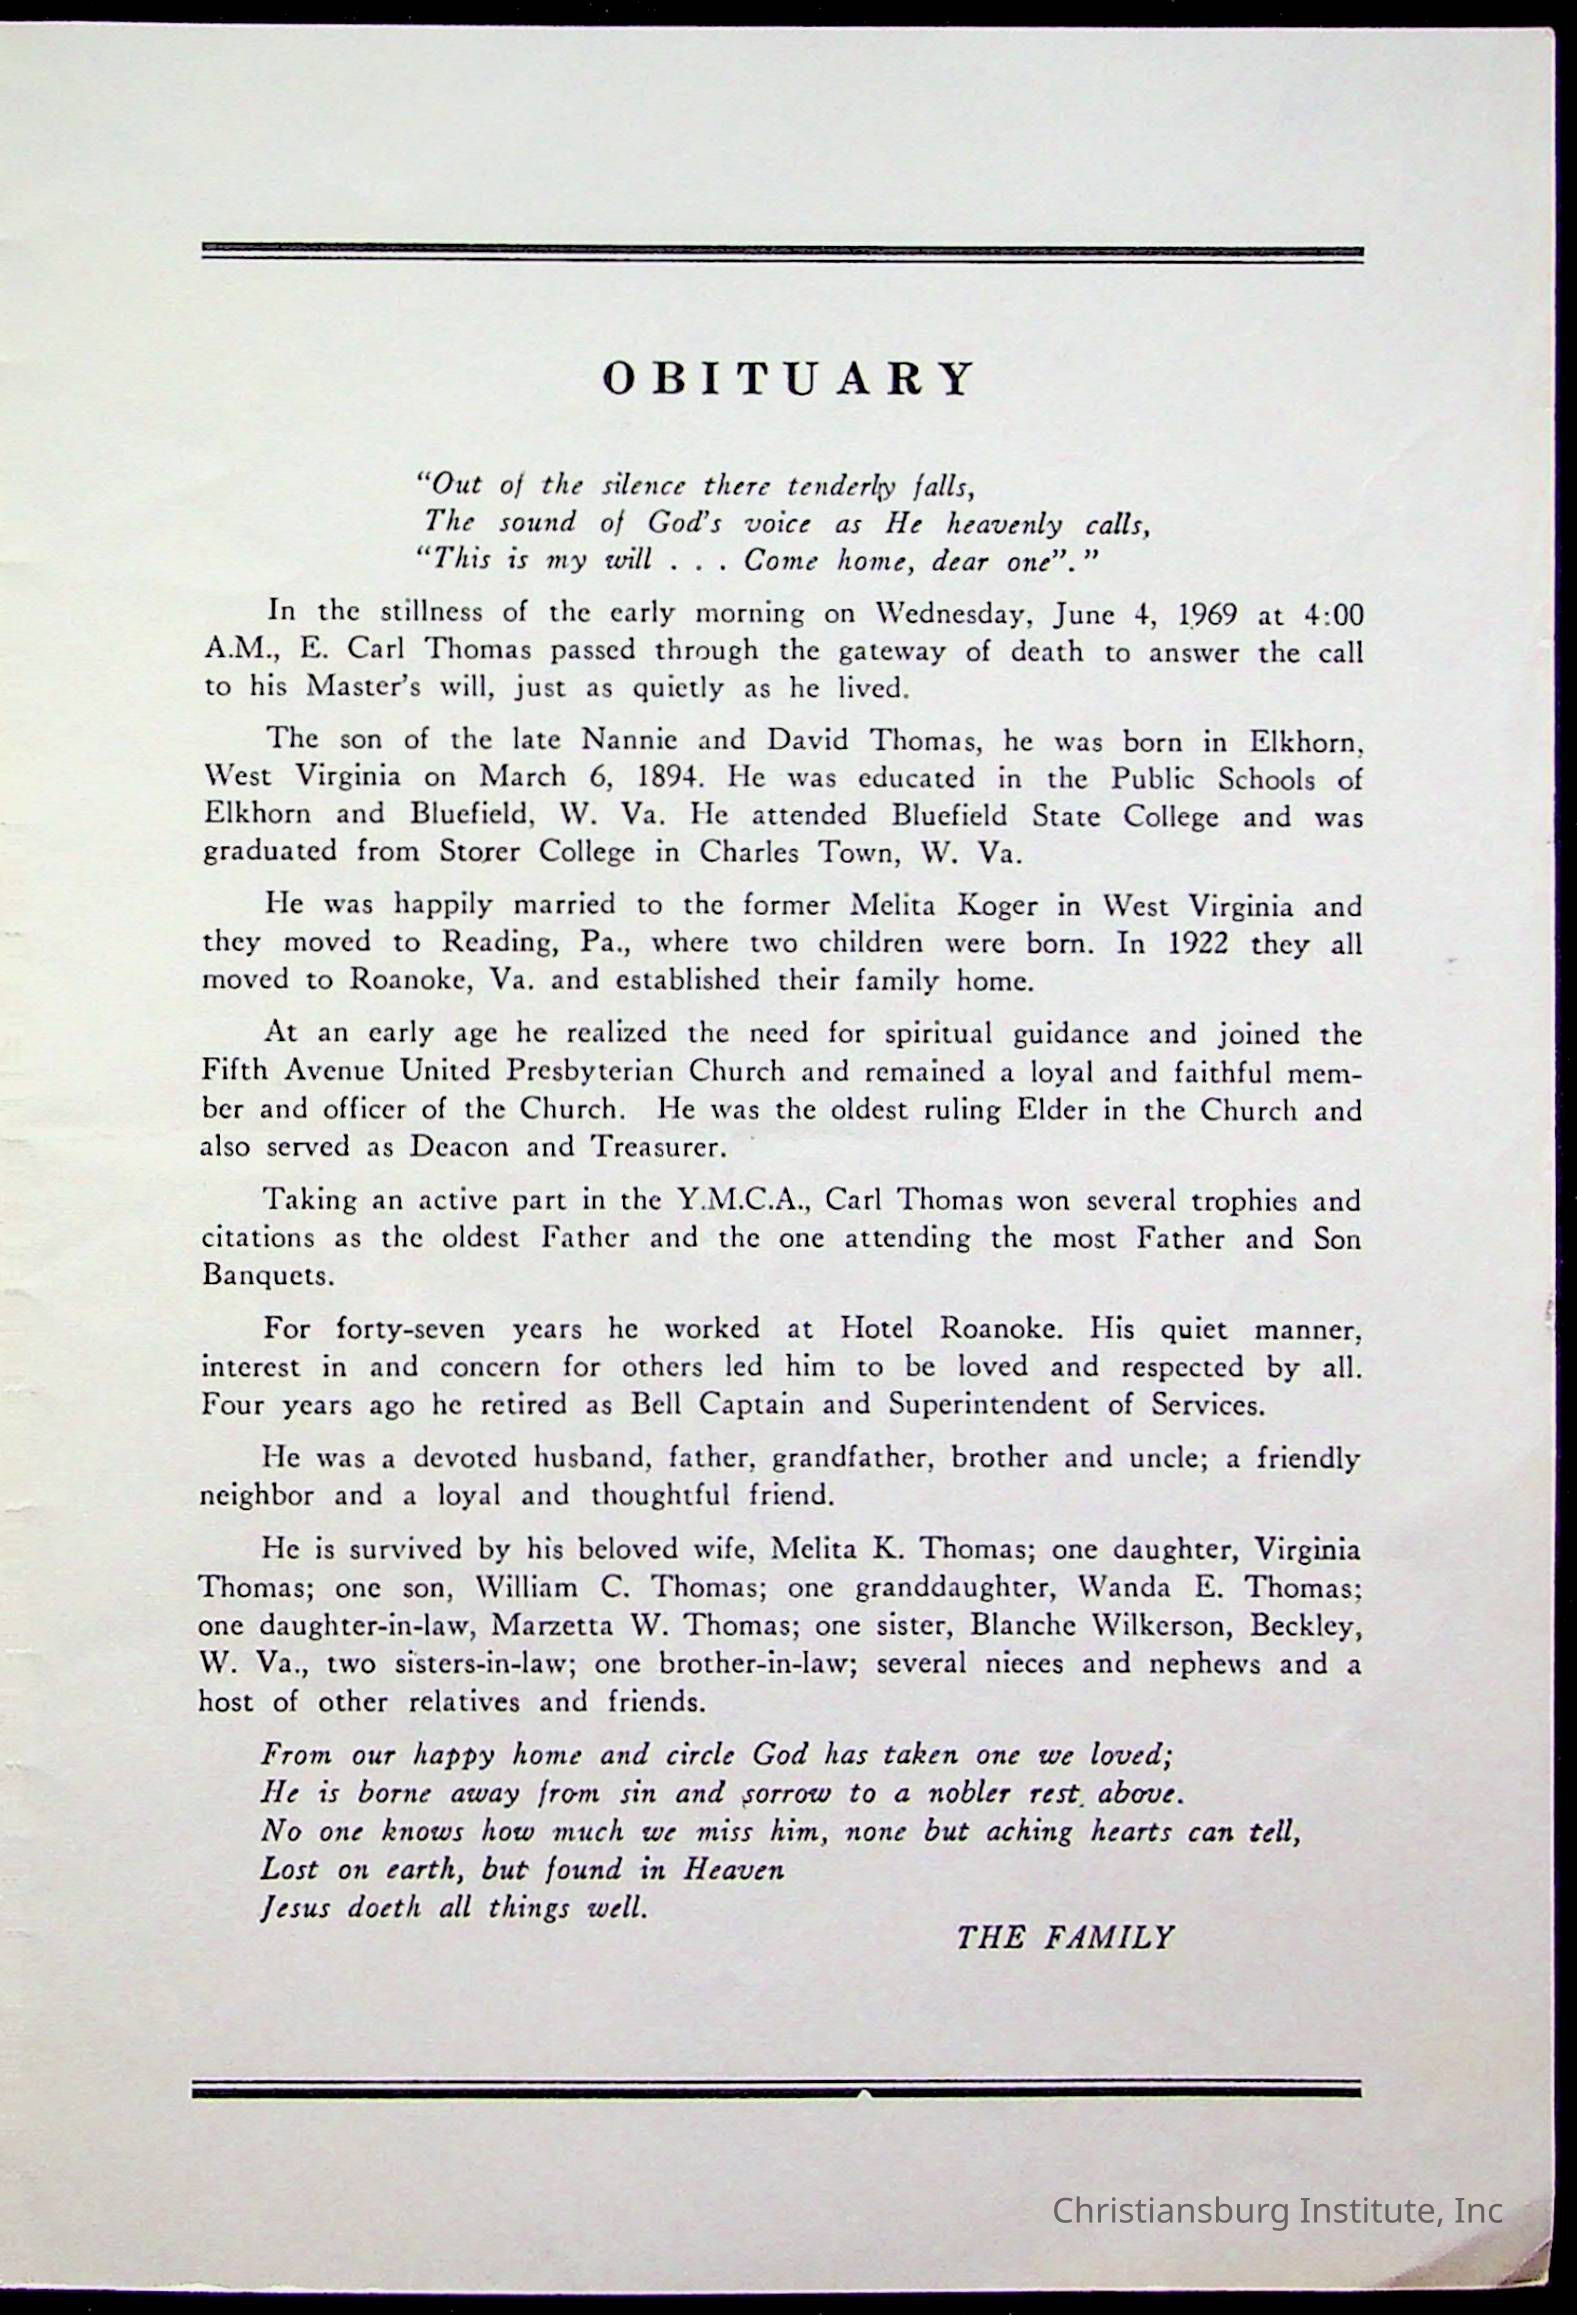 OBITUARY
“Out of the silence there tenderly falls,
The sound of God's voice as He heavenly calls,
“This is my will . . . Come home, dear one”.”
In the stillness of the early morning on Wednesday, June 4, 1969 at 4:00
A.M., E. Carl Thomas passed through the gateway of death to answer the call
to his Master's will, just as quietly as he lived.
The son of the late Nannie and David Thomas, he was born in Elkhorn,
West Virginia on March 6, 1894. He was educated in the Public Schools of
Elkhorn and Bluefield, W. Va. He attended Bluefield State College and was
graduated from Storer College in Charles Town, W. Va.
He was happily married to the former Melita Koger in West Virginia and
they moved to Reading, Pa., where two children were born. In 1922 they all
moved to Roanoke, Va. and established their family home.
At an early age he realized the need for spiritual guidance and joined the
Fifth Avenue United Presbyterian Church and remained a loyal and faithful mem-
ber and officer of the Church. He was the oldest ruling Elder in the Church and
also served as Deacon and Treasurer.
Taking an active part in the Y.M.C.A., Carl Thomas won several trophies and
citations as the oldest Father and the one attending the most Father and Son
Banquets.
For forty-seven years he worked at Hotel Roanoke. His quiet manner,
interest in and concern for others led him to be loved and respected by all.
Four years ago he retired as Bell Captain and Superintendent of Services.
He was a devoted husband, father, grandfather, brother and uncle; a friendly
neighbor and a loyal and thoughtful friend.
He is survived by his beloved wife, Melita K. Thomas; one daughter, Virginia
Thomas; one son, William C. Thomas; one granddaughter, Wanda E. Thomas;
one daughter-in-law, Marzetta W. Thomas; one sister, Blanche Wilkerson, Beckley,
W. Va., two sisters-in-law; one brother-in-law; several nieces and nephews and a
host of other relatives and friends.
From our happy home and circle God has taken one we loved;
He is borne away from sin and sorrow to a nobler rest above.
No one knows how much we miss him, none but aching hearts can tell,
Lost on earth, but found in Heaven
Jesus doeth all things well.
THE FAMILY
Christiansburg Institute, Inc